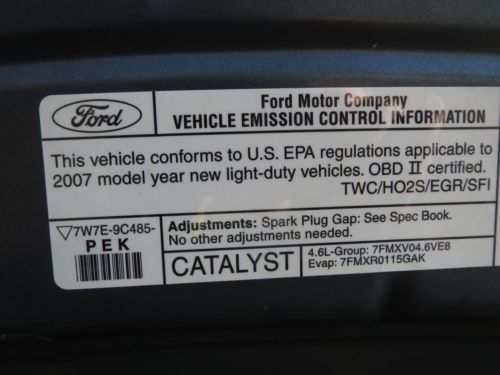 Ford
Ford Motor Company
VEHICLE EMISSION CONTROL INFORMATION
This vehicle conforms to U.S. EPA regulations applicable to
2007 model year new light-duty vehicles. OBD II certified.
TWC/HO2S/EGR/SFI
▽7W7E-9C485-
PEK
Adjustments: Spark Plug Gap: See Spec Book.
No other adjustments needed.
CATALYST
4.6L-Group: 7FMXV04.6VE8
Evap: 7FMXR0115GAK